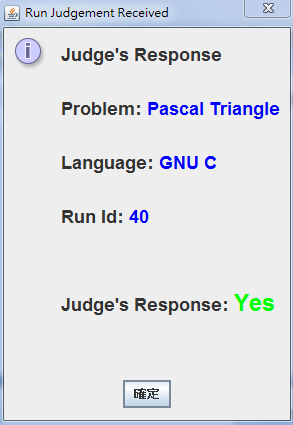 Run Judgement Received
Judge's Response
Problem: Pascal Triangle
Language: GNU C
Run Id: 40
Judge's Response: Yes
確定